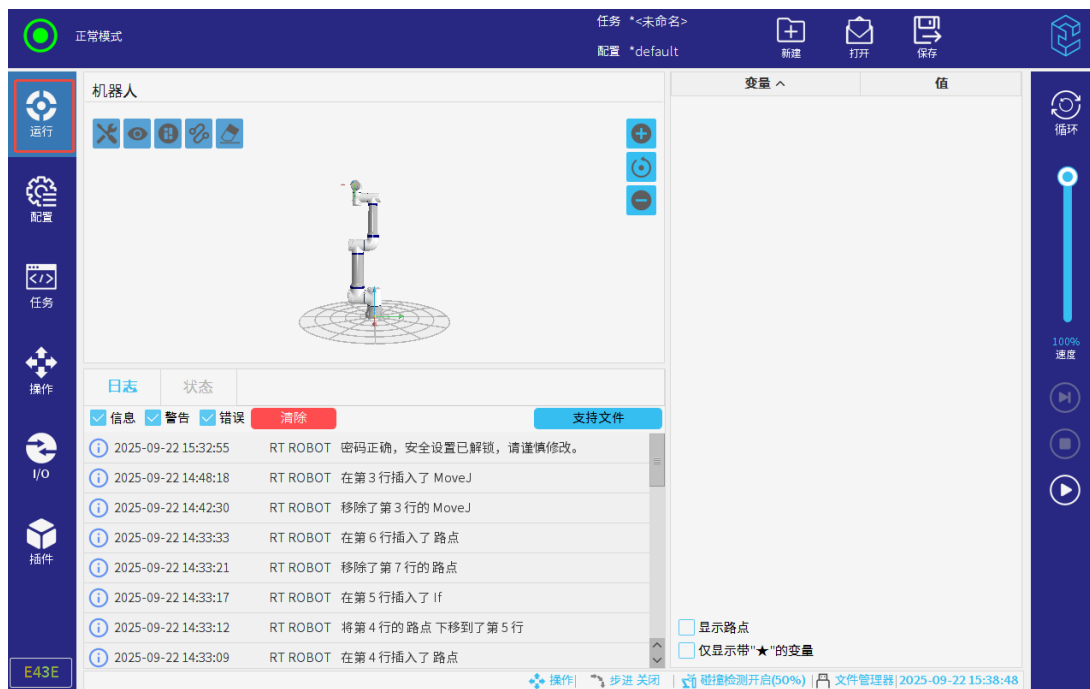 正常模式
任务 *<未命名>
配置 *default
新建
打开
保存
运行
配置
任务
操作
I/O
插件
E43E
机器人
日志
状态
信息 警告 错误 清除 支持文件
2025-09-22 15:32:55 RT ROBOT 密码正确，安全设置已解锁，请谨慎修改。
2025-09-22 14:48:18 RT ROBOT 在第 3 行插入了 MoveJ
2025-09-22 14:42:30 RT ROBOT 移除了第 3 行的 MoveJ
2025-09-22 14:33:33 RT ROBOT 在第 6 行插入了 路点
2025-09-22 14:33:21 RT ROBOT 移除了第 7 行的 路点
2025-09-22 14:33:17 RT ROBOT 在第 5 行插入了 If
2025-09-22 14:33:12 RT ROBOT 将第 4 行的 路点 下移到了第 5 行
2025-09-22 14:33:09 RT ROBOT 在第 4 行插入了 路点
变量 值
显示路点
仅显示带"★"的变量
循环
100%
速度
操作| 步进 关闭 | 碰撞检测开启(50%) | 文件管理器|2025-09-22 15:38:48